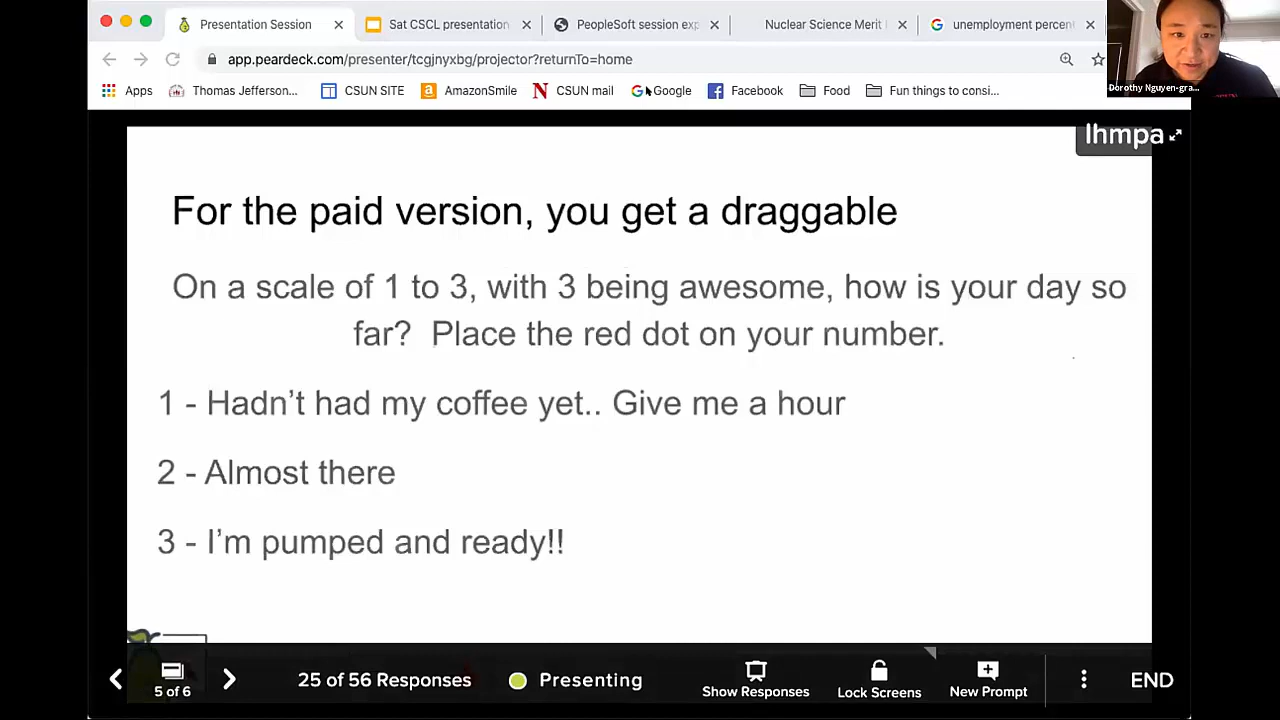 Presentation Session
Sat CSCL presentation
PeopleSoft session exp
Nuclear Science Merit
unemployment percent
app.peardeck.com/presenter/tcgjnyxbg/projector?returnTo=home
Apps
Thomas Jefferson...
CSUN SITE
AmazonSmile
CSUN mail
Google
Facebook
Food
Fun things to consi...
Dorothy Nguyen-gra...
lhmpa
For the paid version, you get a draggable
On a scale of 1 to 3, with 3 being awesome, how is your day so
far? Place the red dot on your number.
1 - Hadn't had my coffee yet.. Give me a hour
2 - Almost there
3 - I'm pumped and ready!!
5 of 6
25 of 56 Responses
Presenting
Show Responses
Lock Screens
New Prompt
END